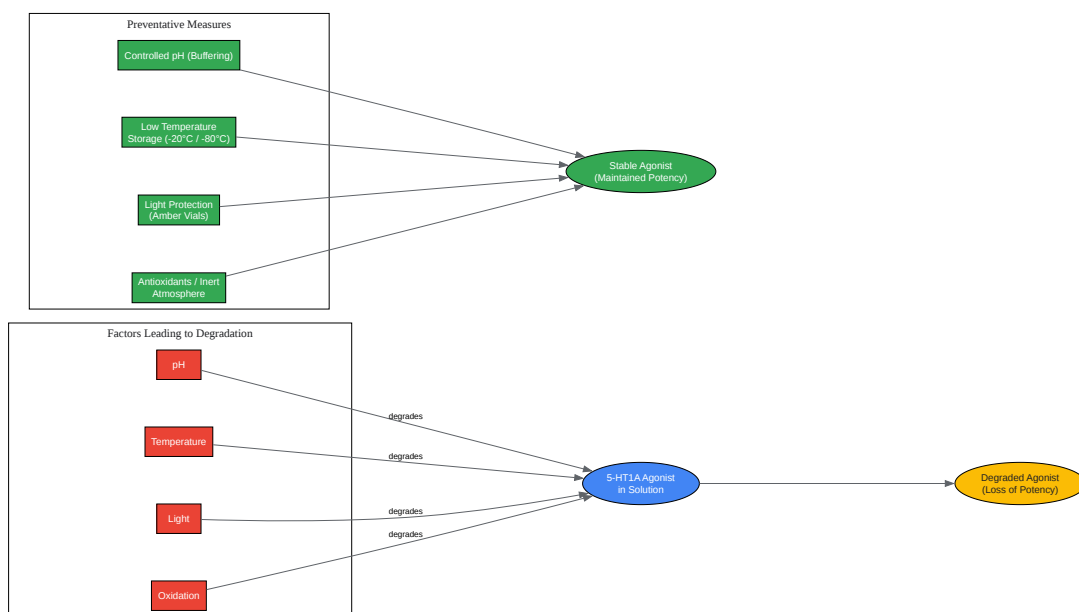 Preventative Measures
Controlled pH (Buffering)
Low Temperature
Storage (-20°C / -80°C)
Light Protection
(Amber Vials)
Antioxidants / Inert
Atmosphere
Stable Agonist
(Maintained Potency)
Factors Leading to Degradation
pH
Temperature
Light
Oxidation
degrades
degrades
degrades
degrades
5-HT1A Agonist
in Solution
Degraded Agonist
(Loss of Potency)